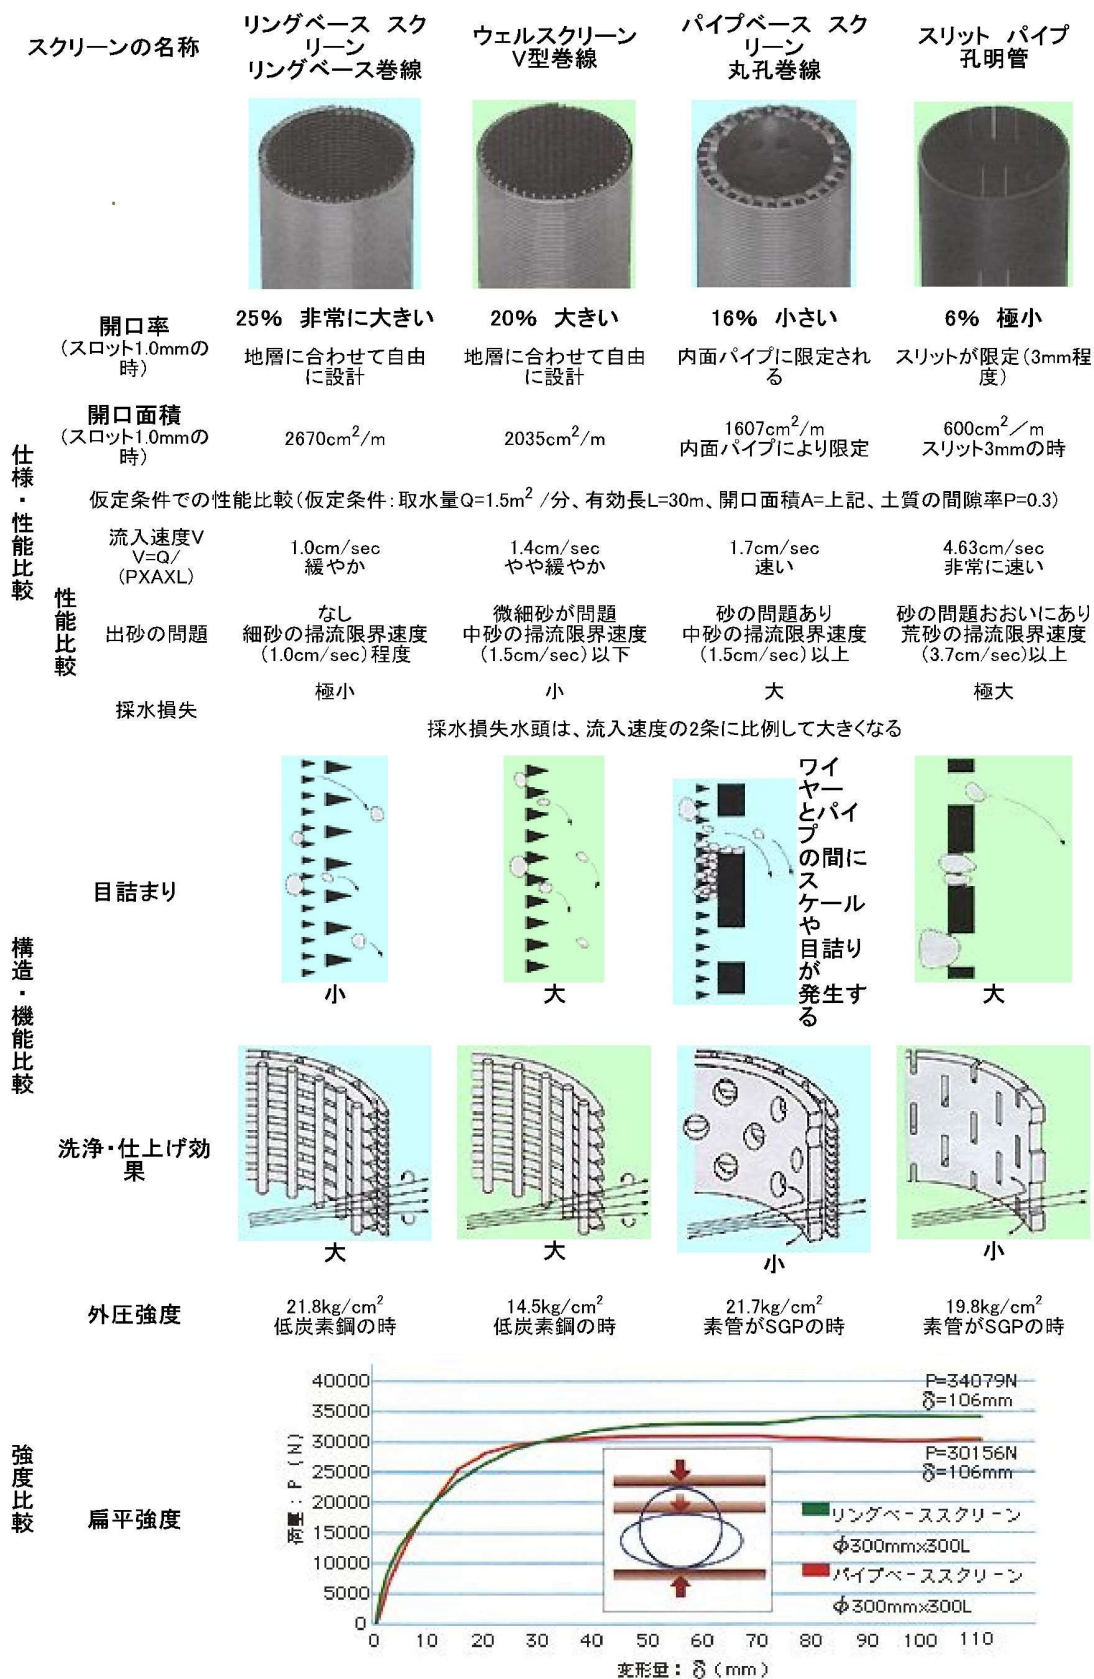 スクリーンの名称
リングベース スク
リーン
リングベース巻線
ウェルスクリーン
V型巻線
パイプベース スク
リーン
丸孔巻線
スリット パイプ
孔明管
仕様・性能比較
開口率
(スロット1.0mmの
時)
25% 非常に大きい
地層に合わせて自由
に設計
20% 大きい
地層に合わせて自由
に設計
16% 小さい
内面パイプに限定され
る
6% 極小
スリットが限定(3mm程
度)
開口面積
(スロット1.0mmの
時)
2670cm²/m
2035cm²/m
1607cm²/m
内面パイプにより限定
600cm²/m
スリット3mmの時
仮定条件での性能比較(仮定条件:取水量Q=1.5m² /分、有効長L=30m、開口面積A=上記、土質の間隙率P=0.3)
性能比較
流入速度V
V=Q/
(PXAXL)
1.0cm/sec
緩やか
1.4cm/sec
やや緩やか
1.7cm/sec
速い
4.63cm/sec
非常に速い
出砂の問題
なし
細砂の掃流限界速度
(1.0cm/sec)程度
微細砂が問題
中砂の掃流限界速度
(1.5cm/sec)以下
砂の問題あり
中砂の掃流限界速度
(1.5cm/sec)以上
砂の問題おおいにあり
荒砂の掃流限界速度
(3.7cm/sec)以上
採水損失
極小
小
大
極大
採水損失水頭は、流入速度の2条に比例して大きくなる
構造・機能比較
目詰まり
小
大
ワイ
ヤー
とパイ
プ
の間に
ス
ケール
や
目詰り
が
発生す
る
大
洗浄・仕上げ効
果
大
大
小
小
強度比較
外圧強度
21.8kg/cm²
低炭素鋼の時
14.5kg/cm²
低炭素鋼の時
21.7kg/cm²
素管がSGPの時
19.8kg/cm²
素管がSGPの時
扁平強度
荷重:P(N)
40000
35000
30000
25000
20000
15000
10000
5000
0
P=34079N
δ=106mm
P=30156N
δ=106mm
リングベーススクリーン
φ300mmx300L
パイプベーススクリーン
φ300mmx300L
0 10 20 30 40 50 60 70 80 90 100 110
変形量:δ(mm)